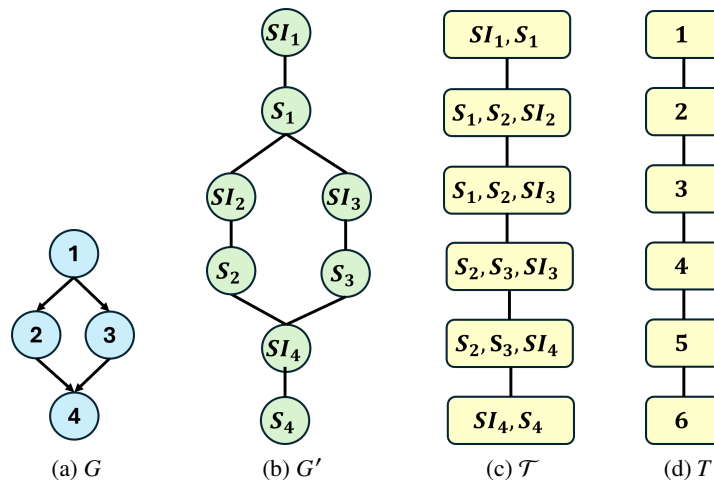 SI₁
S₁
SI₂ SI₃
S₂ S₃
SI₄
S₄
1
2 3
4
SI₁, S₁
S₁, S₂, SI₂
S₁, S₂, SI₃
S₂, S₃, SI₃
S₂, S₃, SI₄
SI₄, S₄
1
2
3
4
5
6
(a) G (b) G′ (c) 𝒯 (d) T